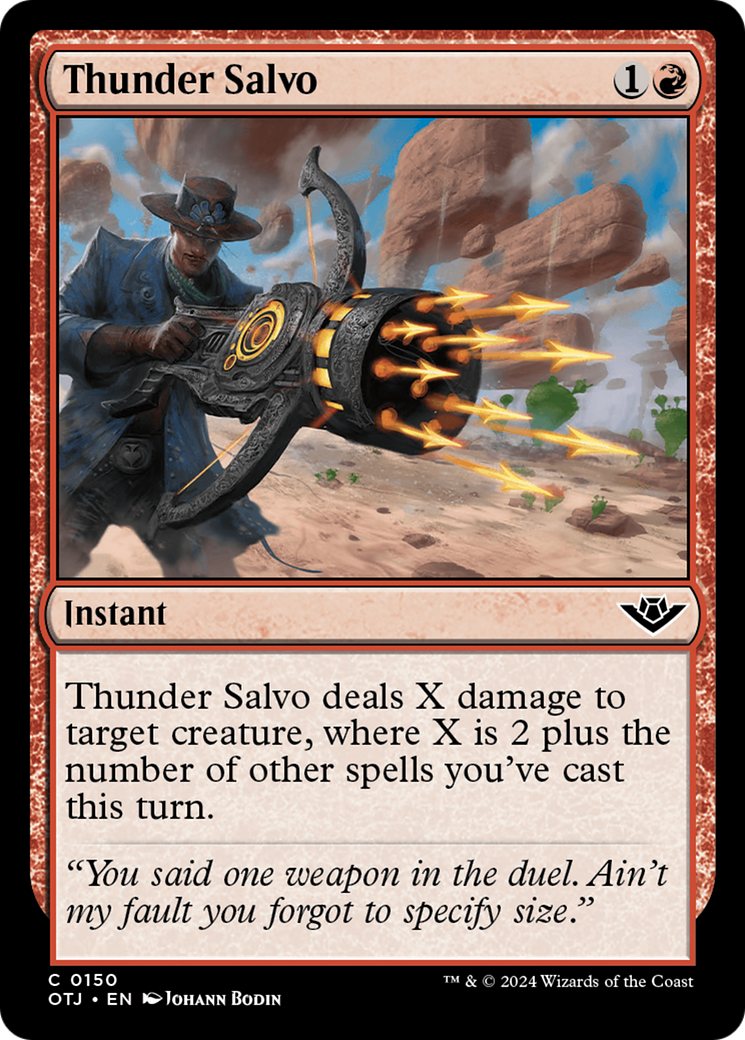 Thunder Salvo 1
Instant
Thunder Salvo deals X damage to
target creature, where X is 2 plus the
number of other spells you’ve cast
this turn.
“You said one weapon in the duel. Ain’t
my fault you forgot to specify size.”
C 0150
OTJ • EN Johann Bodin
™ & © 2024 Wizards of the Coast